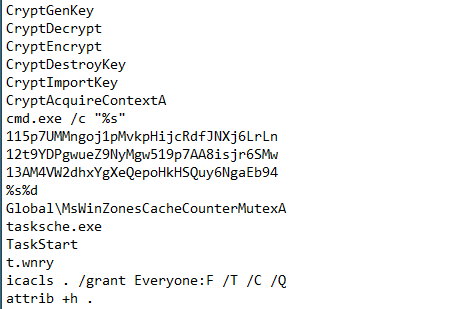 CryptGenKey
CryptDecrypt
CryptEncrypt
CryptDestroyKey
CryptImportKey
CryptAcquireContextA
cmd.exe /c "%s"
115p7UMMngoj1pMvkpHijcRdfJNXj6LrLn
12t9YDPgwueZ9NyMgw519p7AA8isjr6SMw
13AM4VW2dhxYgXeQepoHkHSQuy6NgaEb94
%s%d
Global\MsWinZonesCacheCounterMutexA
tasksche.exe
TaskStart
t.wnry
icacls . /grant Everyone:F /T /C /Q
attrib +h .